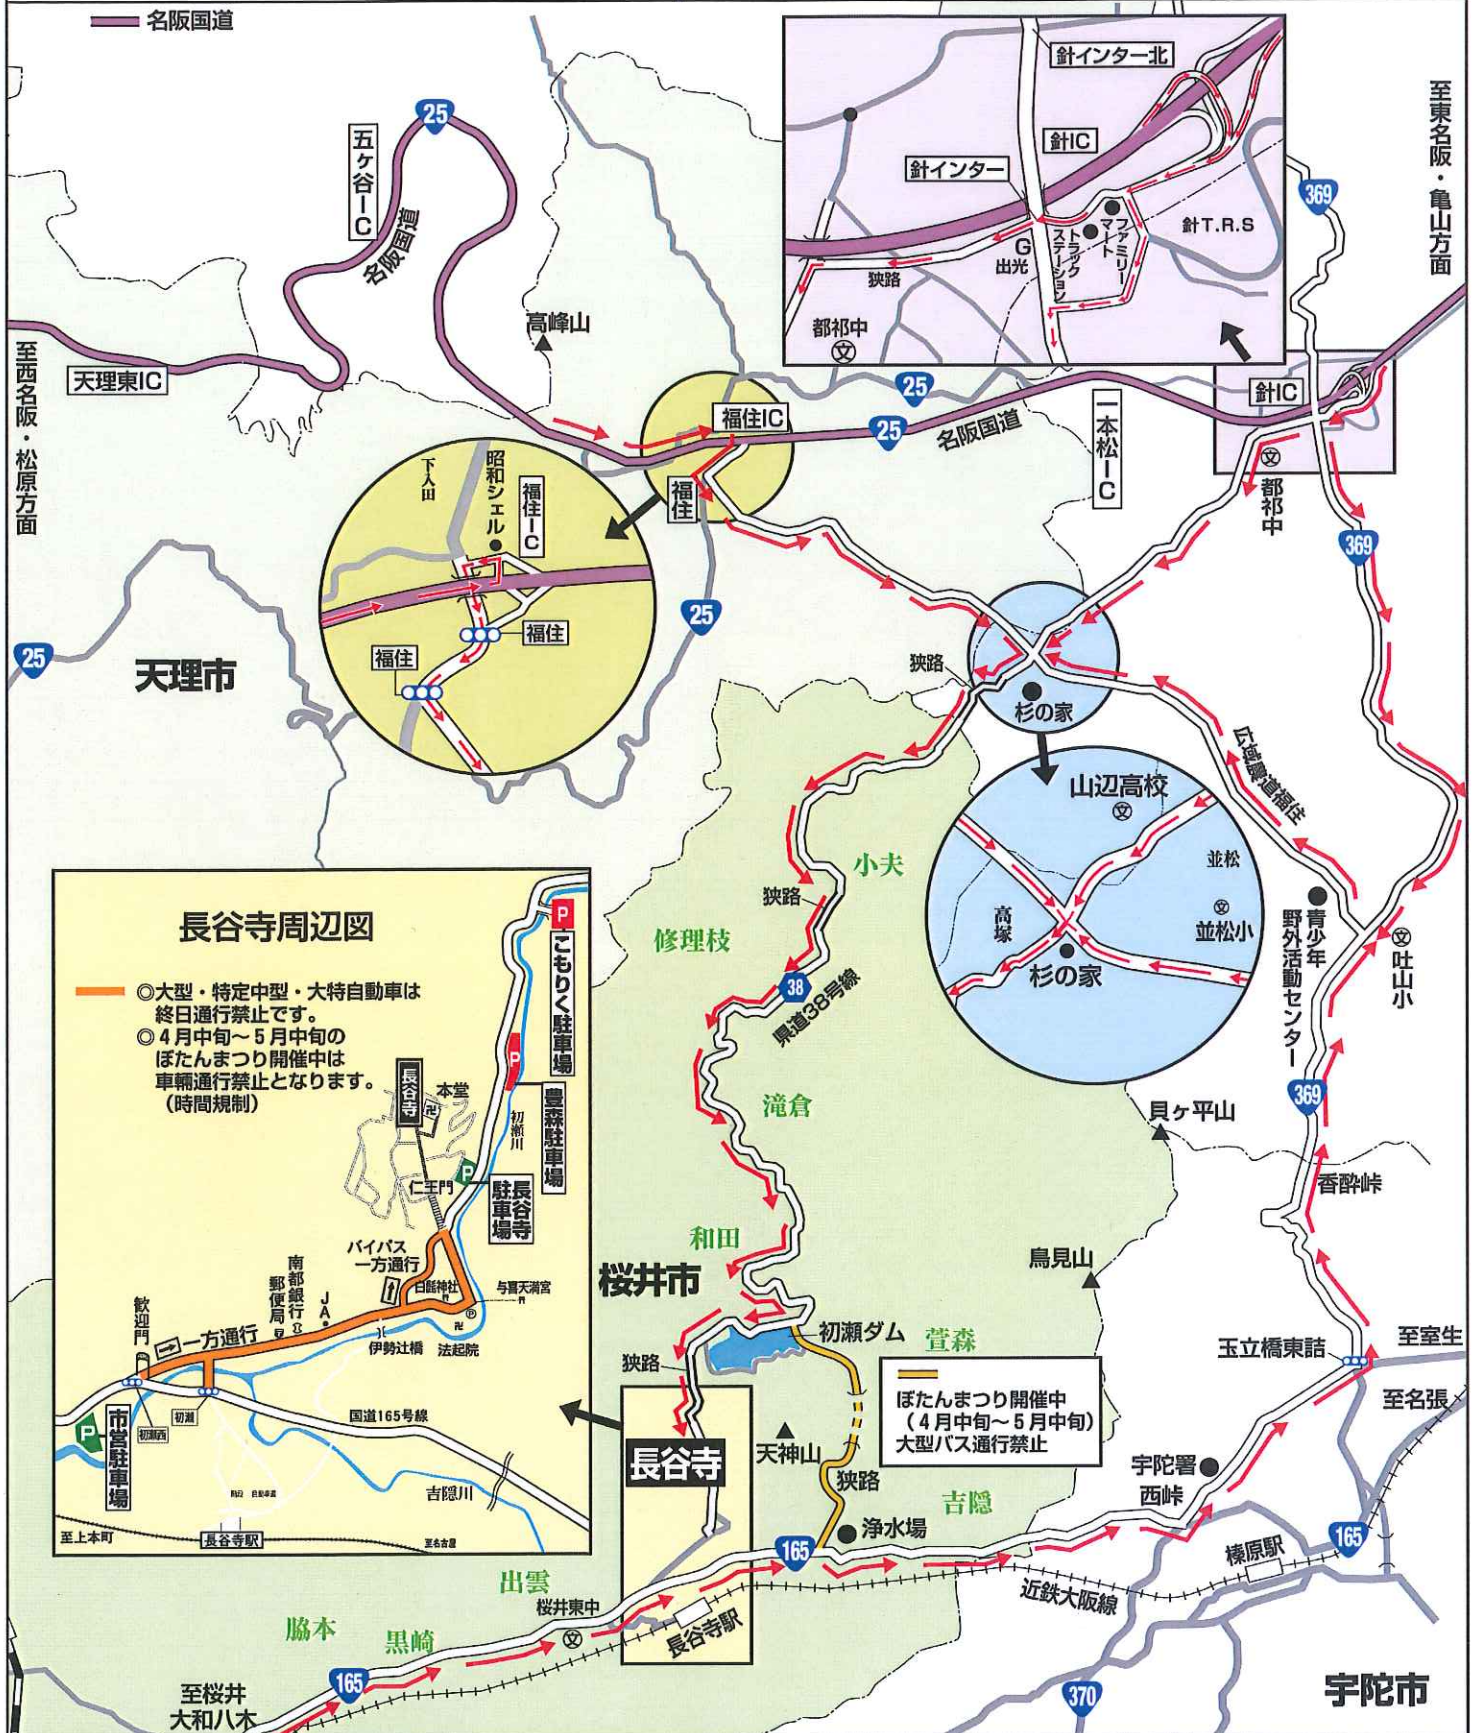 名阪国道
五ヶ谷IC
25
名阪国道
高峰山
天理東IC
至西名阪・松原方面
針インター北
針IC
針インター
針T.R.S
ファミリーマート
トラックステーション
G
出光
狭路
都祁中
文
369
至東名阪・亀山方面
25
一本松IC
針IC
福住IC
25
名阪国道
文
都祁中
福住
下入田
昭和シェル
福住IC
福住
福住
25
25
天理市
369
狭路
杉の家
広域農道福住
山辺高校
文
並松
文
並松小
高塚
杉の家
小夫
狭路
修理枝
38
県道38号線
青少年
野外活動センター
文
吐山小
369
滝倉
貝ヶ平山
香酔峠
和田
桜井市
鳥見山
初瀬ダム
萱森
狭路
ぼたんまつり開催中
(4月中旬〜5月中旬)
大型バス通行禁止
玉立橋東詰
至室生
至名張
天神山
長谷寺
狭路
宇陀署
西峠
吉隠
浄水場
165
165
榛原駅
近鉄大阪線
出雲
桜井東中
文
長谷寺駅
脇本
黒崎
165
至桜井
大和八木
370
宇陀市
長谷寺周辺図
◎大型・特定中型・大特自動車は
終日通行禁止です。
◎4月中旬〜5月中旬の
ぼたんまつり開催中は
車輛通行禁止となります。
(時間規制)
P
こもりく駐車場
P
豊森駐車場
初瀬川
長谷寺
本堂
卍
仁王門
P
長谷寺
駐車場
バイパス
一方通行
白髭神社
与喜天満宮
P
卍
南都銀行
郵便局
JA
歓迎門
一方通行
伊勢辻橋
法起院
国道165号線
初瀬
初瀬西
P
市営駐車場
階段
自動車道
吉隠川
至上本町
長谷寺駅
至名古屋